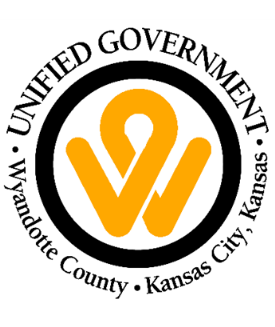 • UNIFIED GOVERNMENT •
Wyandotte County • Kansas City, Kansas